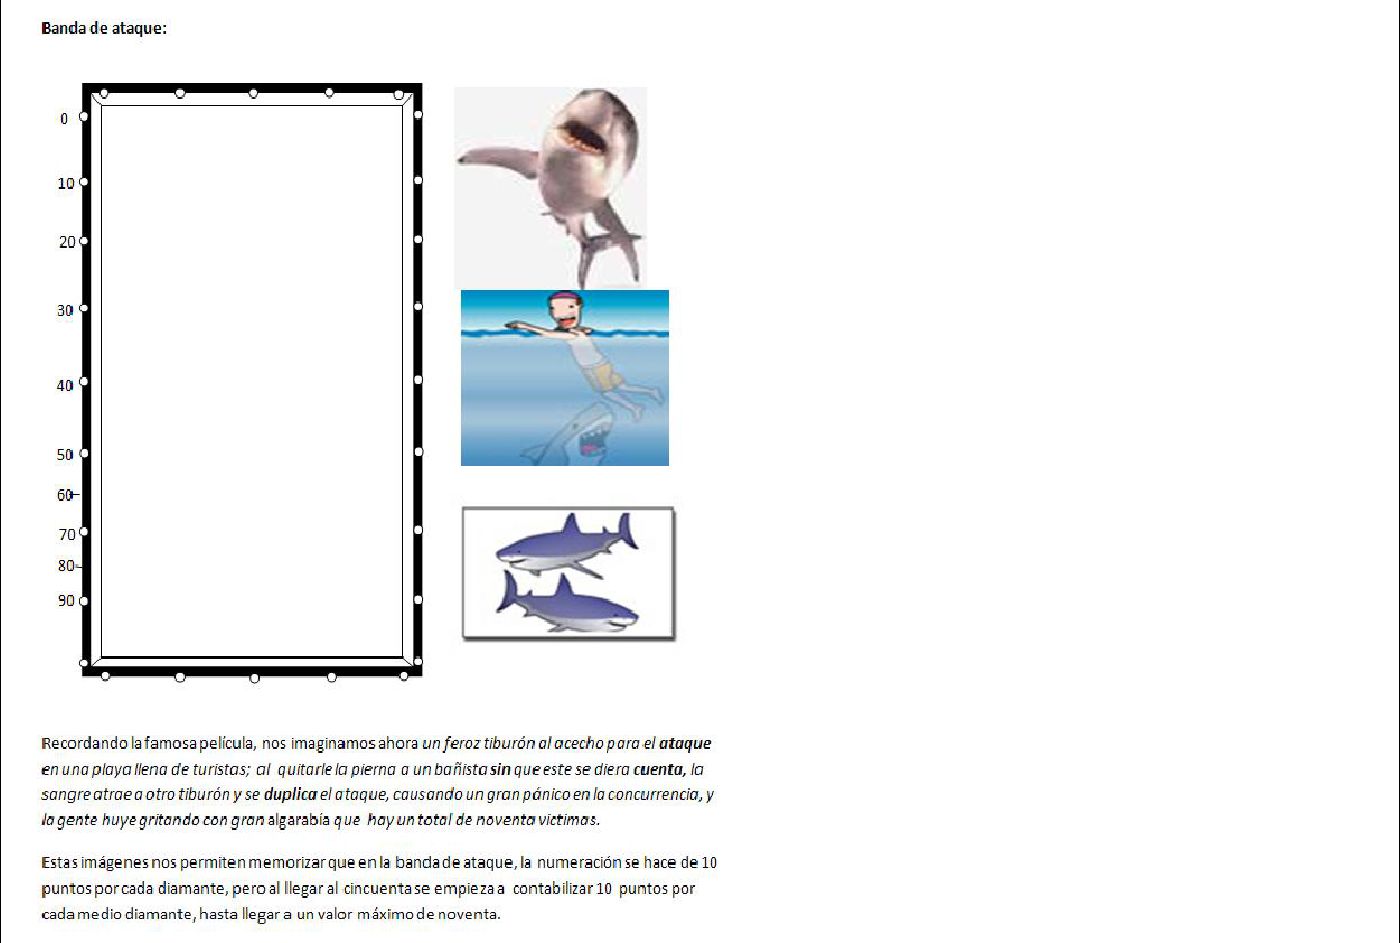 Banda de ataque:
0
10
20
30
40
50
60
70
80
90
Recordando la famosa película, nos imaginamos ahora un feroz tiburón al acecho para el ataque
en una playa llena de turistas; al quitarle la pierna a un bañista sin que este se diera cuenta, la
sangre atrae a otro tiburón y se duplica el ataque, causando un gran pánico en la concurrencia, y
la gente huye gritando con gran algarabía que hay un total de noventa victimas.
Estas imágenes nos permiten memorizar que en la banda de ataque, la numeración se hace de 10
puntos por cada diamante, pero al llegar al cincuenta se empieza a contabilizar 10 puntos por
cada medio diamante, hasta llegar a un valor máximo de noventa.